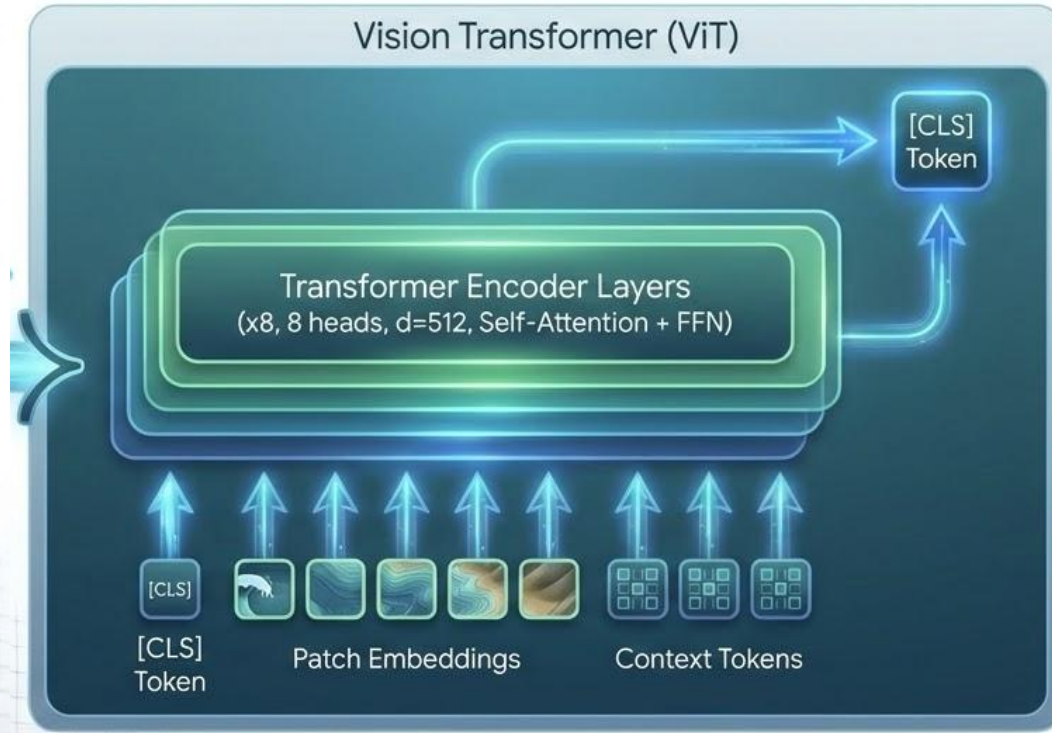 Vision Transformer (ViT)
[CLS]
Token
Transformer Encoder Layers
(x8, 8 heads, d=512, Self-Attention + FFN)
[CLS]
[CLS]
Token
Patch Embeddings
Context Tokens